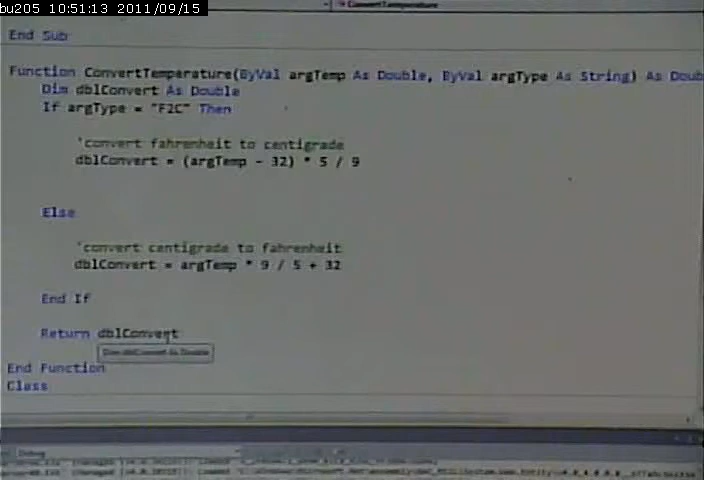 bu205 10:51:13 2011/09/15
ConvertTemperature
End Sub
Function ConvertTemperature(ByVal argTemp As Double, ByVal argType As String) As Doub
Dim dblConvert As Double
If argType = "F2C" Then
'convert fahrenheit to centigrade
dblConvert = (argTemp - 32) * 5 / 9
Else
'convert centigrade to fahrenheit
dblConvert = argTemp * 9 / 5 + 32
End If
Return dblConvert
Dim dblConvert As Double
End Function
Class
Debug